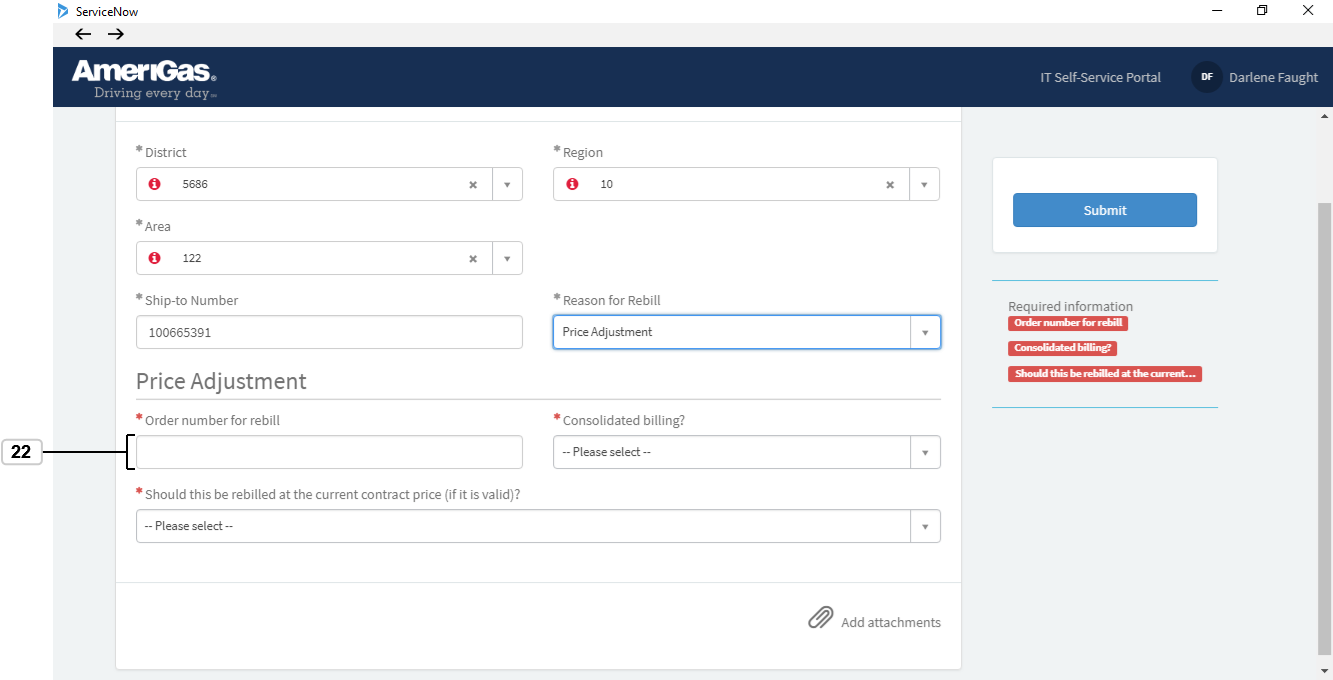 ServiceNow
AmeriGas®
Driving every day℠
IT Self-Service Portal
DF
Darlene Faught
* District
* Region
5686
10
* Area
122
* Ship-to Number
* Reason for Rebill
100665391
Price Adjustment
Price Adjustment
* Order number for rebill
* Consolidated billing?
22
-- Please select --
* Should this be rebilled at the current contract price (if it is valid)?
-- Please select --
Add attachments
Submit
Required information
Order number for rebill
Consolidated billing?
Should this be rebilled at the current...